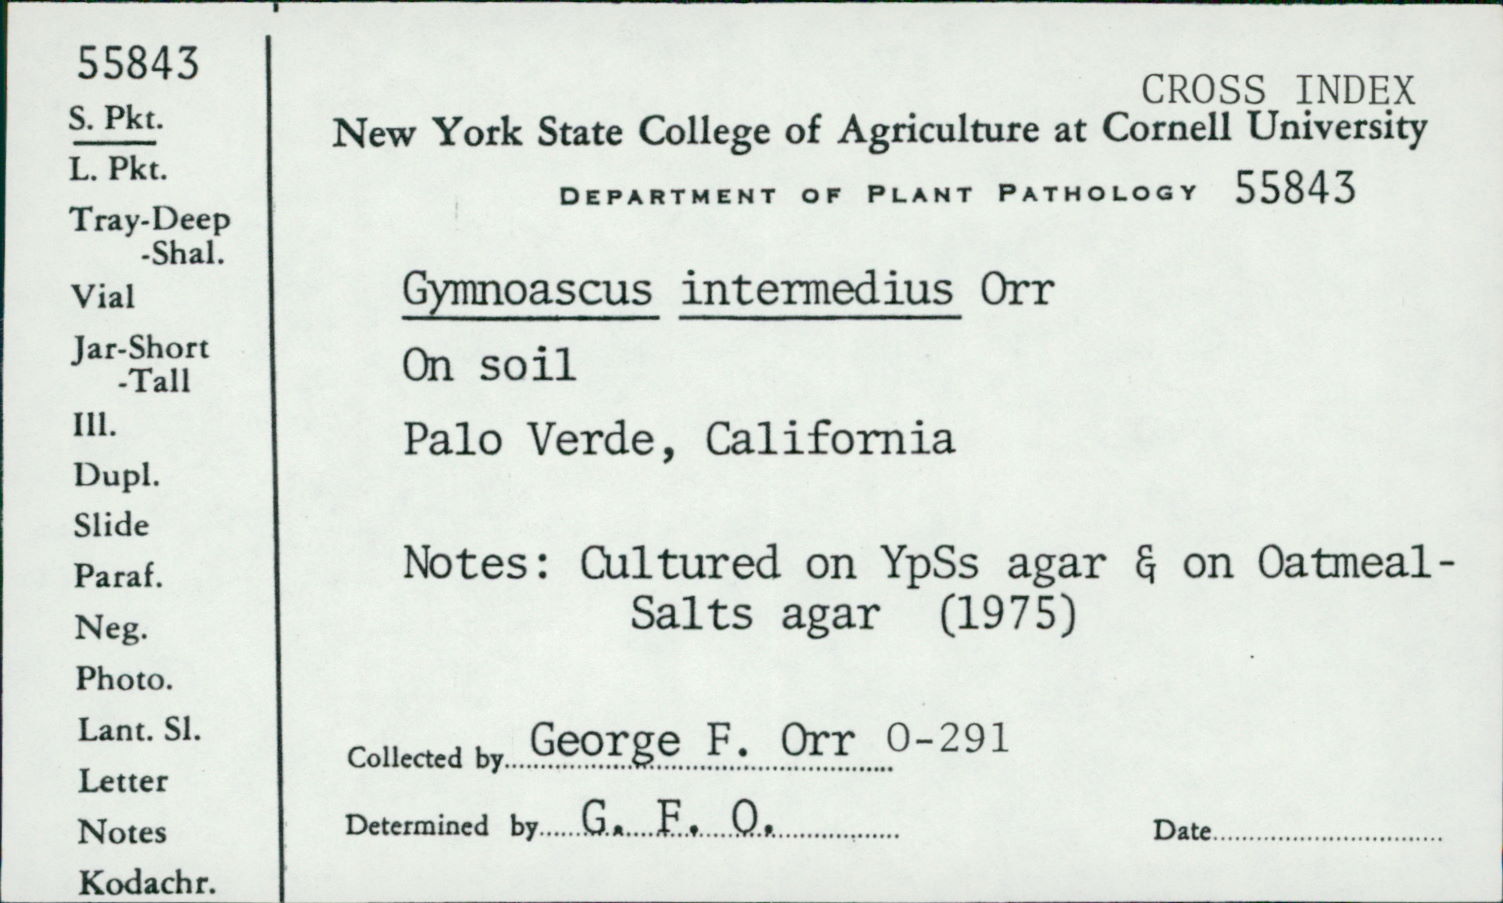 55843
S. Pkt.
L. Pkt.
Tray-Deep
-Shal.
Vial
Jar-Short
-Tall
Ill.
Dupl.
Slide
Paraf.
Neg.
Photo.
Lant. Sl.
Letter
Notes
Kodachr.
CROSS INDEX
New York State College of Agriculture at Cornell University
DEPARTMENT OF PLANT PATHOLOGY 55843
Gymnoascus intermedius Orr
On soil
Palo Verde, California
Notes: Cultured on YpSs agar & on Oatmeal-
Salts agar (1975)
Collected by George F. Orr O-291
Determined by G. F. O. Date